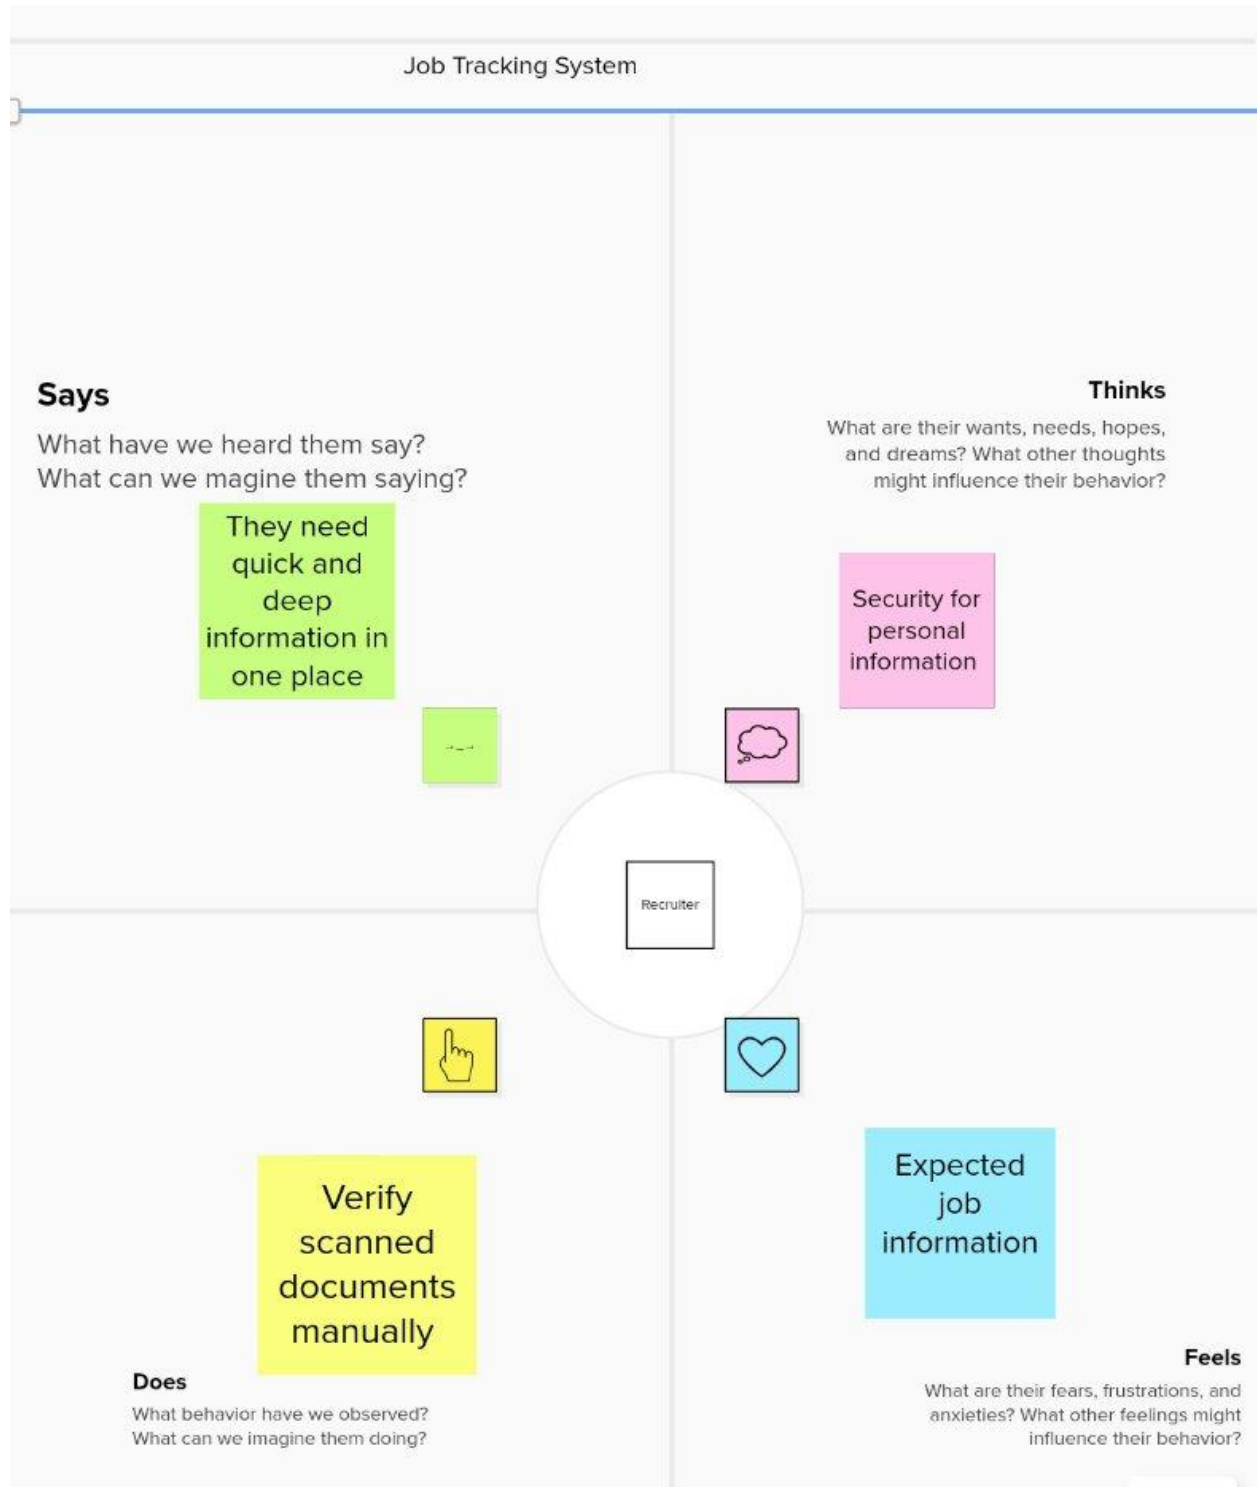 Job Tracking System
Says
What have we heard them say?
What can we magine them saying?
They need
quick and
deep
information in
one place
Thinks
What are their wants, needs, hopes,
and dreams? What other thoughts
might influence their behavior?
Security for
personal
information
Recruiter
Verify
scanned
documents
manually
Does
What behavior have we observed?
What can we imagine them doing?
Expected
job
information
Feels
What are their fears, frustrations, and
anxieties? What other feelings might
influence their behavior?